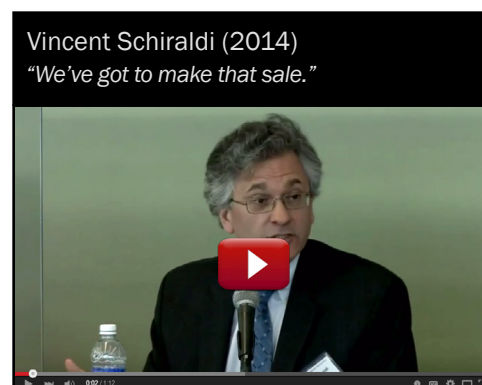 Vincent Schiraldi (2014)
“We’ve got to make that sale.”
0:02 / 1:12